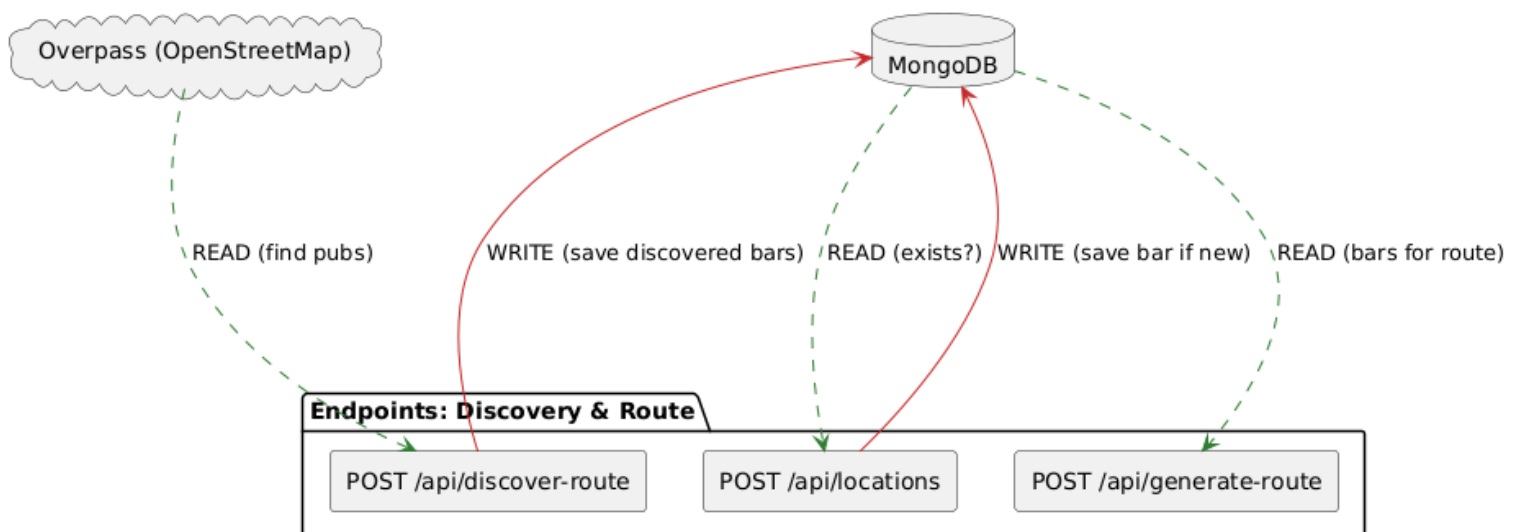 Overpass (OpenStreetMap)
MongoDB
READ (find pubs)
WRITE (save discovered bars)
READ (exists?)
WRITE (save bar if new)
READ (bars for route)
Endpoints: Discovery & Route
POST /api/discover-route
POST /api/locations
POST /api/generate-route